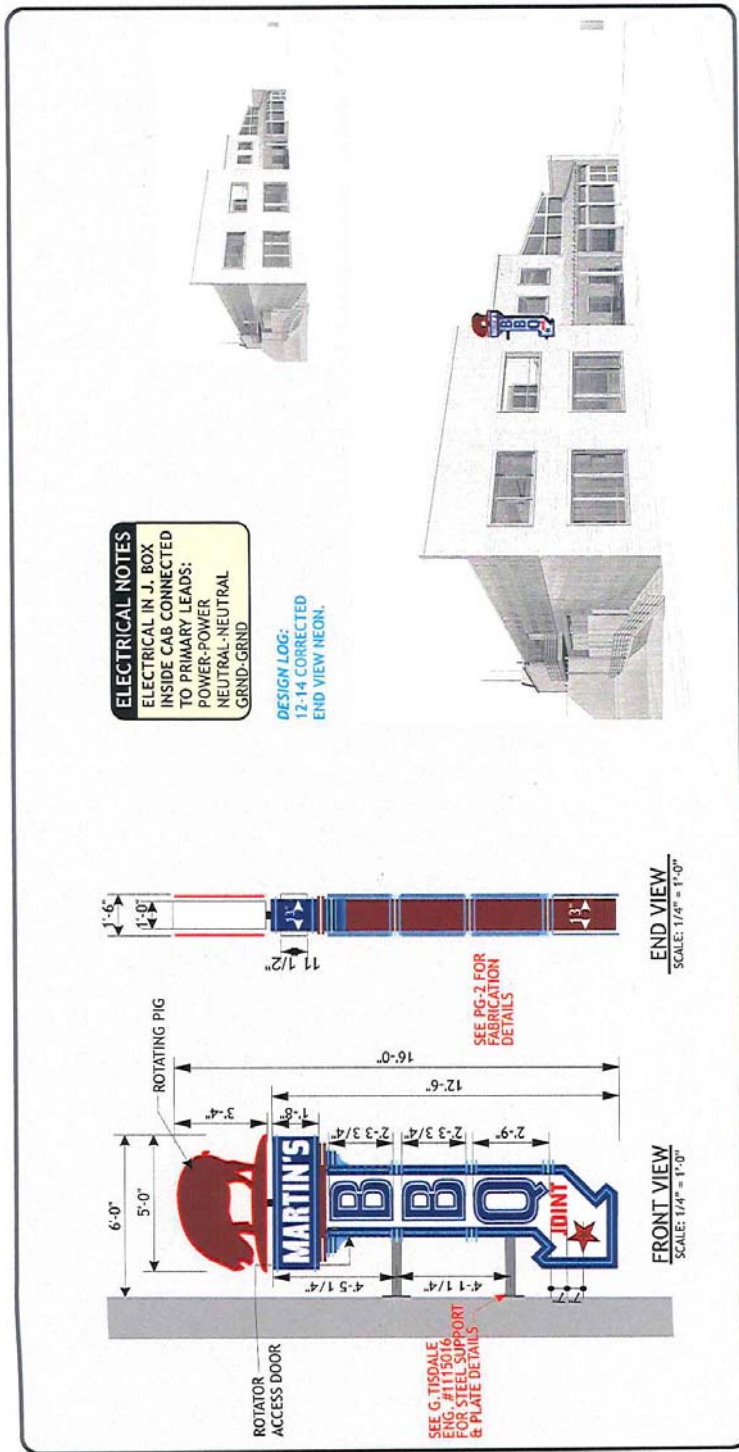 ELECTRICAL NOTES
ELECTRICAL IN J. BOX
INSIDE CAB CONNECTED
TO PRIMARY LEADS:
POWER-POWER
NEUTRAL-NEUTRAL
GRND-GRND
DESIGN LOG:
12-14 CORRECTED
END VIEW NEON.
ROTATING PIG
6'-0"
5'-0"
3'-4"
16'-0"
12'-6"
1'-8"
2'-3 3/4"
2'-3 3/4"
2'-9"
ROTATOR
ACCESS DOOR
MARTIN'S
B
B
Q
JOINT
4'-5 1/4"
4'-1 1/4"
7"
7"
SEE G. TISDALE
ENG. #1115016
FOR STEEL SUPPORT
& PLATE DETAILS
FRONT VIEW
SCALE: 1/4" = 1'-0"
1'-6"
1'-0"
13"
11 1/2"
13"
SEE PG-2 FOR
FABRICATION
DETAILS
END VIEW
SCALE: 1/4" = 1'-0"